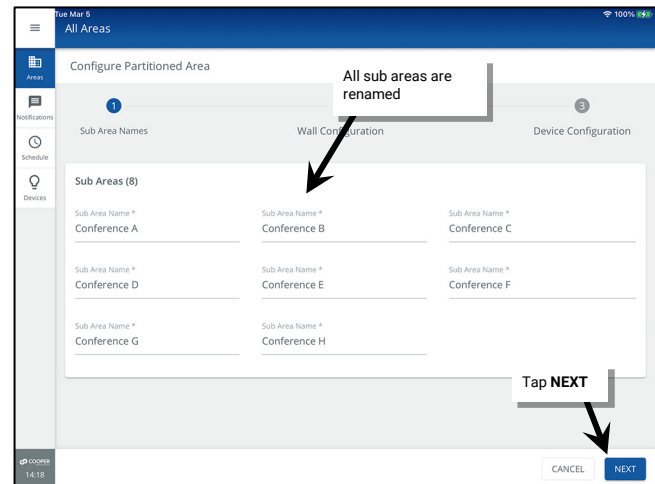 Tue Mar 5
100%
All Areas
Areas
Configure Partitioned Area
All sub areas are
renamed
Notifications
1
3
Sub Area Names
Wall Configuration
Device Configuration
Schedule
Devices
Sub Areas (8)
Sub Area Name *
Sub Area Name *
Sub Area Name *
Conference A
Conference B
Conference C
Sub Area Name *
Sub Area Name *
Sub Area Name *
Conference D
Conference E
Conference F
Sub Area Name *
Sub Area Name *
Conference G
Conference H
Tap NEXT
COOPER
14:18
CANCEL
NEXT